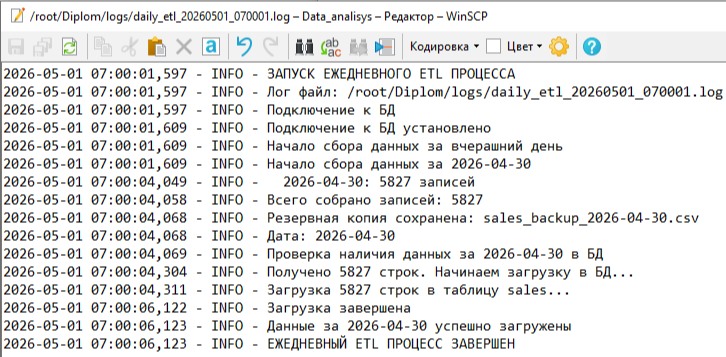 /root/Diplom/logs/daily_etl_20260501_070001.log – Data_analisys – Редактор – WinSCP
Кодировка Цвет
2026-05-01 07:00:01,597 - INFO - ЗАПУСК ЕЖЕДНЕВНОГО ETL ПРОЦЕССА
2026-05-01 07:00:01,597 - INFO - Лог файл: /root/Diplom/logs/daily_etl_20260501_070001.log
2026-05-01 07:00:01,597 - INFO - Подключение к БД
2026-05-01 07:00:01,609 - INFO - Подключение к БД установлено
2026-05-01 07:00:01,609 - INFO - Начало сбора данных за вчерашний день
2026-05-01 07:00:01,609 - INFO - Начало сбора данных за 2026-04-30
2026-05-01 07:00:04,049 - INFO -   2026-04-30: 5827 записей
2026-05-01 07:00:04,058 - INFO - Всего собрано записей: 5827
2026-05-01 07:00:04,068 - INFO - Резервная копия сохранена: sales_backup_2026-04-30.csv
2026-05-01 07:00:04,068 - INFO - Дата: 2026-04-30
2026-05-01 07:00:04,069 - INFO - Проверка наличия данных за 2026-04-30 в БД
2026-05-01 07:00:04,304 - INFO - Получено 5827 строк. Начинаем загрузку в БД...
2026-05-01 07:00:04,311 - INFO - Загрузка 5827 строк в таблицу sales...
2026-05-01 07:00:06,122 - INFO - Загрузка завершена
2026-05-01 07:00:06,123 - INFO - Данные за 2026-04-30 успешно загружены
2026-05-01 07:00:06,123 - INFO - ЕЖЕДНЕВНЫЙ ETL ПРОЦЕСС ЗАВЕРШЕН